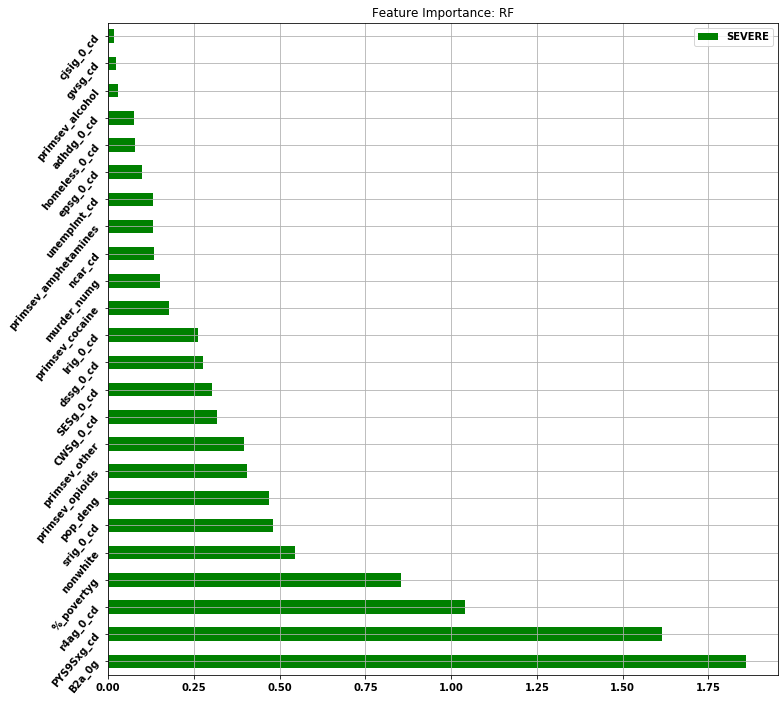 Feature Importance: RF
SEVERE
cjsig_0_cd
gvsg_cd
primsev_alcohol
adhdg_0_cd
homeless_0_cd
epsg_0_cd
unemplmt_cd
primsev_amphetamines
ncar_cd
murder_numg
primsev_cocaine
lrig_0_cd
dssg_0_cd
SESg_0_cd
CWSg_0_cd
primsev_other
primsev_opioids
pop_deng
srig_0_cd
nonwhite
%_povertyg
r4ag_0_cd
PYS9Sxg_cd
B2a_0g
0.00 0.25 0.50 0.75 1.00 1.25 1.50 1.75